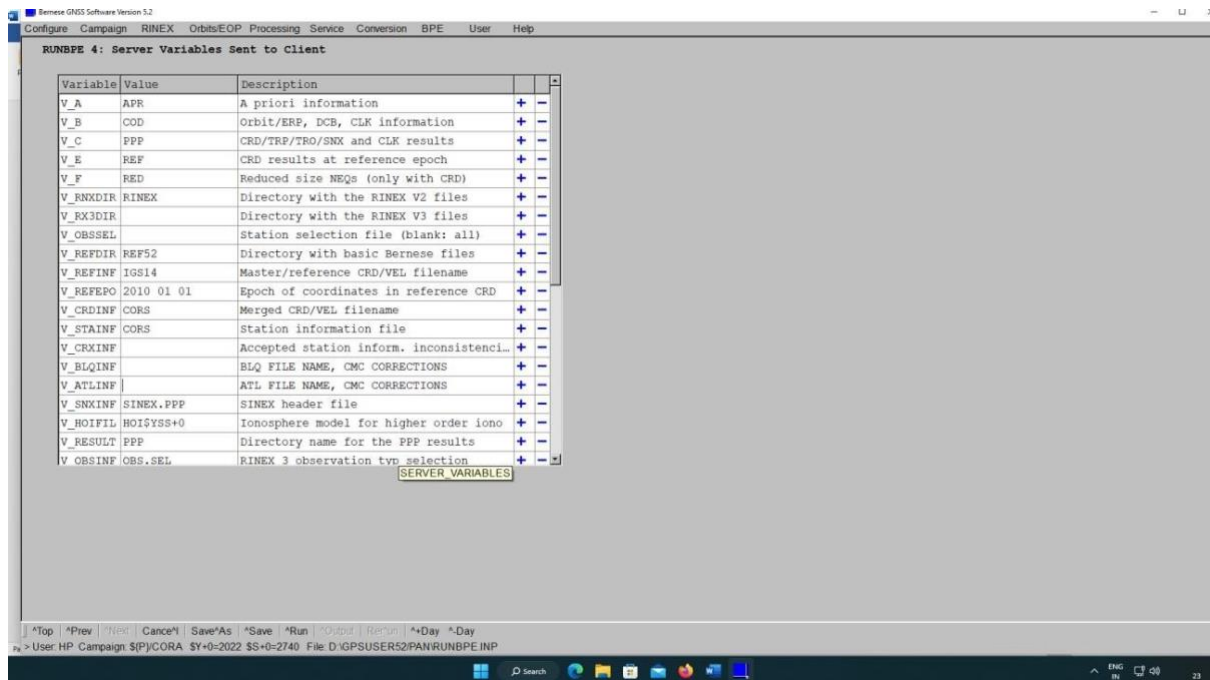 Bernese GNSS Software Version 5.2
Configure Campaign RINEX Orbits/EOP Processing Service Conversion BPE User Help
RUNBPE 4: Server Variables Sent to Client
Variable Value Description
V_A APR A priori information + −
V_B COD Orbit/ERP, DCB, CLK information + −
V_C PPP CRD/TRP/TRO/SNX and CLK results + −
V_E REF CRD results at reference epoch + −
V_F RED Reduced size NEQs (only with CRD) + −
V_RNXDIR RINEX Directory with the RINEX V2 files + −
V_RX3DIR Directory with the RINEX V3 files + −
V_OBSSEL Station selection file (blank: all) + −
V_REFDIR REF52 Directory with basic Bernese files + −
V_REFINF IGS14 Master/reference CRD/VEL filename + −
V_REFEPO 2010 01 01 Epoch of coordinates in reference CRD + −
V_CRDINF CORS Merged CRD/VEL filename + −
V_STAINF CORS Station information file + −
V_CRXINF Accepted station inform. inconsistenci... + −
V_BLQINF BLQ FILE NAME, CMC CORRECTIONS + −
V_ATLINF ATL FILE NAME, CMC CORRECTIONS + −
V_SNXINF SINEX.PPP SINEX header file + −
V_HOIFIL HOI$YSS+0 Ionosphere model for higher order iono + −
V_RESULT PPP Directory name for the PPP results + −
V_OBSINF OBS.SEL RINEX 3 observation typ selection + −
SERVER_VARIABLES
^Top ^Prev ^Next Cance^l Save^As ^Save ^Run ^Output Rer^un ^+Day ^-Day
> User: HP Campaign: ${P}/CORA $Y+0=2022 $S+0=2740 File: D:\GPSUSER52/PAN/RUNBPE.INP
Search
ENG
IN
23